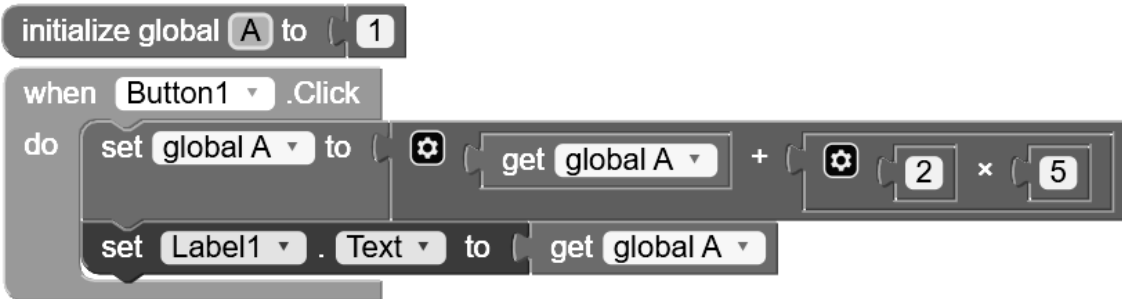 initialize global A to 1
when Button1 .Click
do set global A to get global A + 2 × 5
set Label1 . Text to get global A